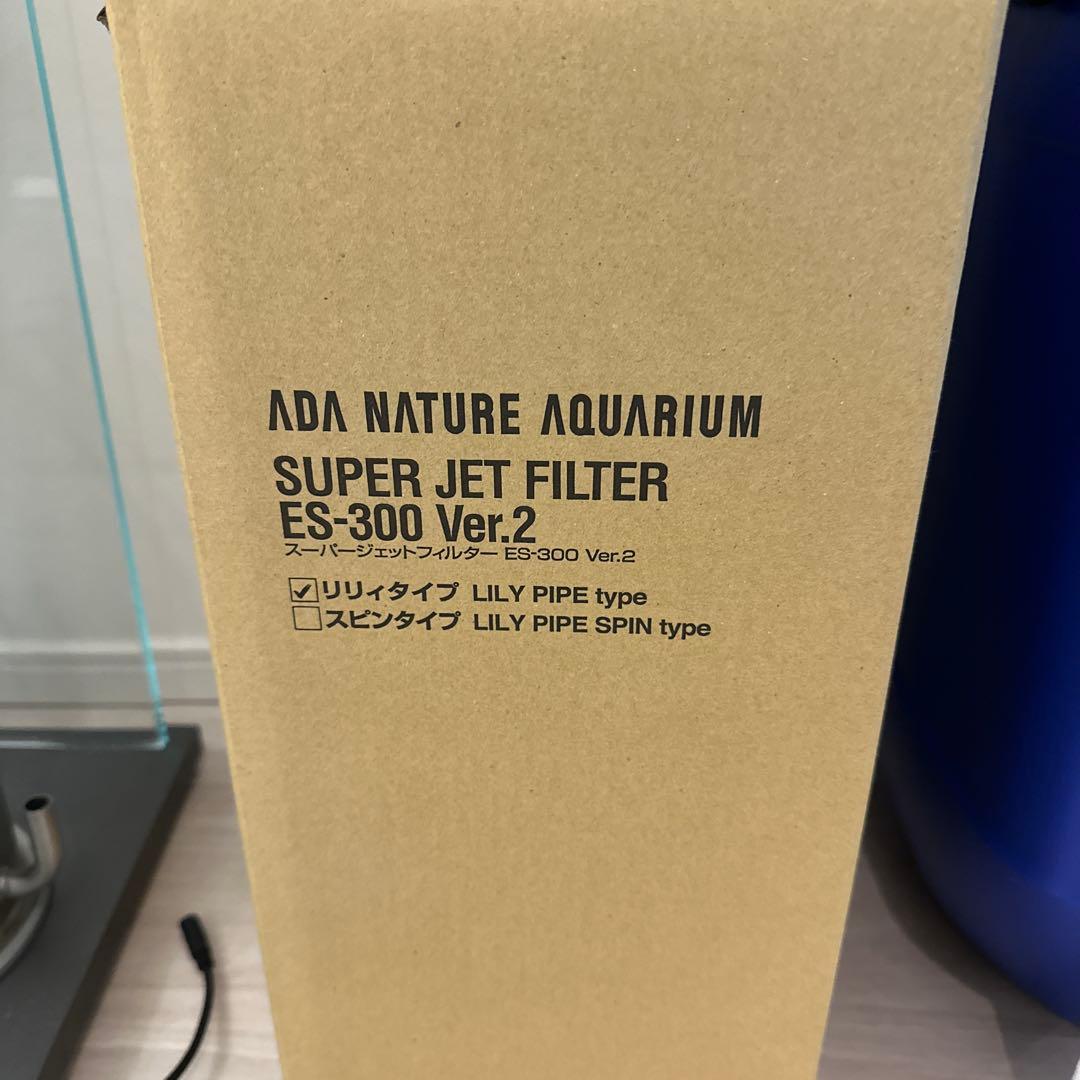 ADA NATURE AQUARIUM
SUPER JET FILTER
ES-300 Ver.2
スーパージェットフィルター ES-300 Ver.2
☑リリィタイプ LILY PIPE type
☐スピンタイプ LILY PIPE SPIN type